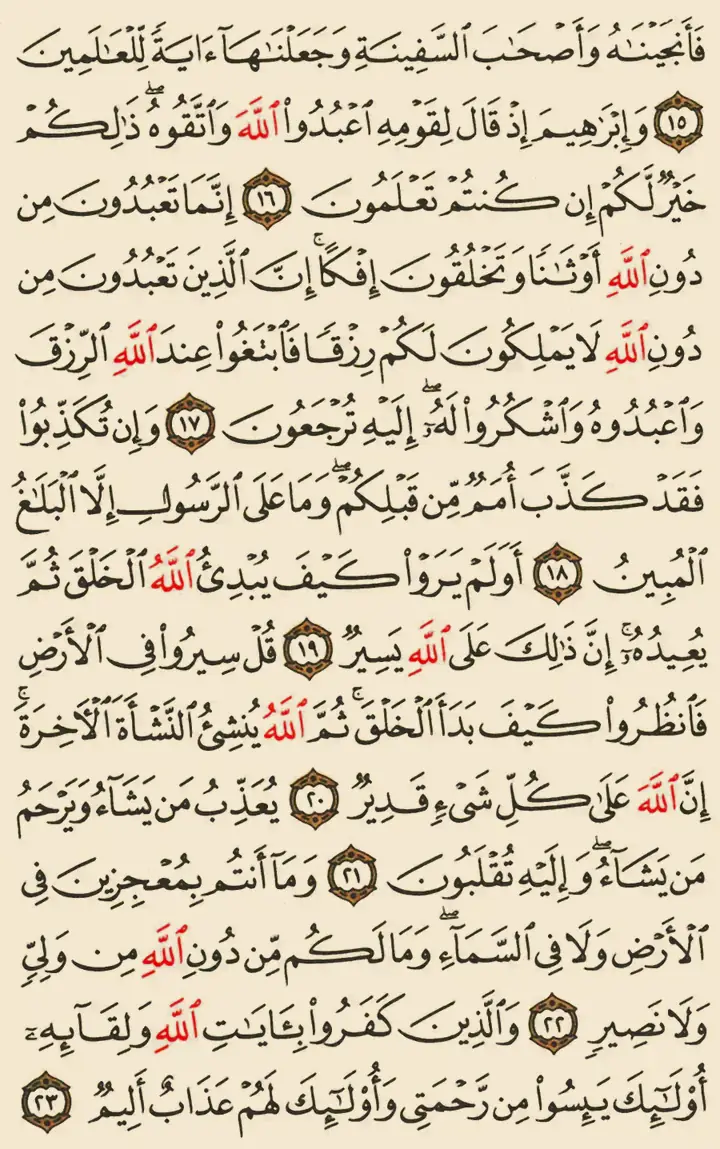 فَأَنجَيْنَٰهُ وَأَصْحَٰبَ ٱلسَّفِينَةِ وَجَعَلْنَٰهَآ ءَايَةً لِّلْعَٰلَمِينَ
١٥ وَإِبْرَٰهِيمَ إِذْ قَالَ لِقَوْمِهِ ٱعْبُدُوا۟ ٱللَّهَ وَٱتَّقُوهُ ۖ ذَٰلِكُمْ
خَيْرٌ لَّكُمْ إِن كُنتُمْ تَعْلَمُونَ ١٦ إِنَّمَا تَعْبُدُونَ مِن
دُونِ ٱللَّهِ أَوْثَٰنًا وَتَخْلُقُونَ إِفْكًا ۚ إِنَّ ٱلَّذِينَ تَعْبُدُونَ مِن
دُونِ ٱللَّهِ لَا يَمْلِكُونَ لَكُمْ رِزْقًا فَٱبْتَغُوا۟ عِندَ ٱللَّهِ ٱلرِّزْقَ
وَٱعْبُدُوهُ وَٱشْكُرُوا۟ لَهُۥٓ ۖ إِلَيْهِ تُرْجَعُونَ ١٧ وَإِن تُكَذِّبُوا۟
فَقَدْ كَذَّبَ أُمَمٌ مِّن قَبْلِكُمْ ۖ وَمَا عَلَى ٱلرَّسُولِ إِلَّا ٱلْبَلَٰغُ
ٱلْمُبِينُ ١٨ أَوَلَمْ يَرَوْا۟ كَيْفَ يُبْدِئُ ٱللَّهُ ٱلْخَلْقَ ثُمَّ
يُعِيدُهُۥٓ ۚ إِنَّ ذَٰلِكَ عَلَى ٱللَّهِ يَسِيرٌ ١٩ قُلْ سِيرُوا۟ فِى ٱلْأَرْضِ
فَٱنظُرُوا۟ كَيْفَ بَدَأَ ٱلْخَلْقَ ۚ ثُمَّ ٱللَّهُ يُنشِئُ ٱلنَّشْأَةَ ٱلْءَاخِرَةَ ۚ
إِنَّ ٱللَّهَ عَلَىٰ كُلِّ شَىْءٍ قَدِيرٌ ٢٠ يُعَذِّبُ مَن يَشَآءُ وَيَرْحَمُ
مَن يَشَآءُ ۖ وَإِلَيْهِ تُقْلَبُونَ ٢١ وَمَآ أَنتُم بِمُعْجِزِينَ فِى
ٱلْأَرْضِ وَلَا فِى ٱلسَّمَآءِ ۖ وَمَا لَكُم مِّن دُونِ ٱللَّهِ مِن وَلِىٍّ
وَلَا نَصِيرٍ ٢٢ وَٱلَّذِينَ كَفَرُوا۟ بِـَٔايَٰتِ ٱللَّهِ وَلِقَآئِهِۦٓ
أُو۟لَٰٓئِكَ يَئِسُوا۟ مِن رَّحْمَتِى وَأُو۟لَٰٓئِكَ لَهُمْ عَذَابٌ أَلِيمٌ ٢٣